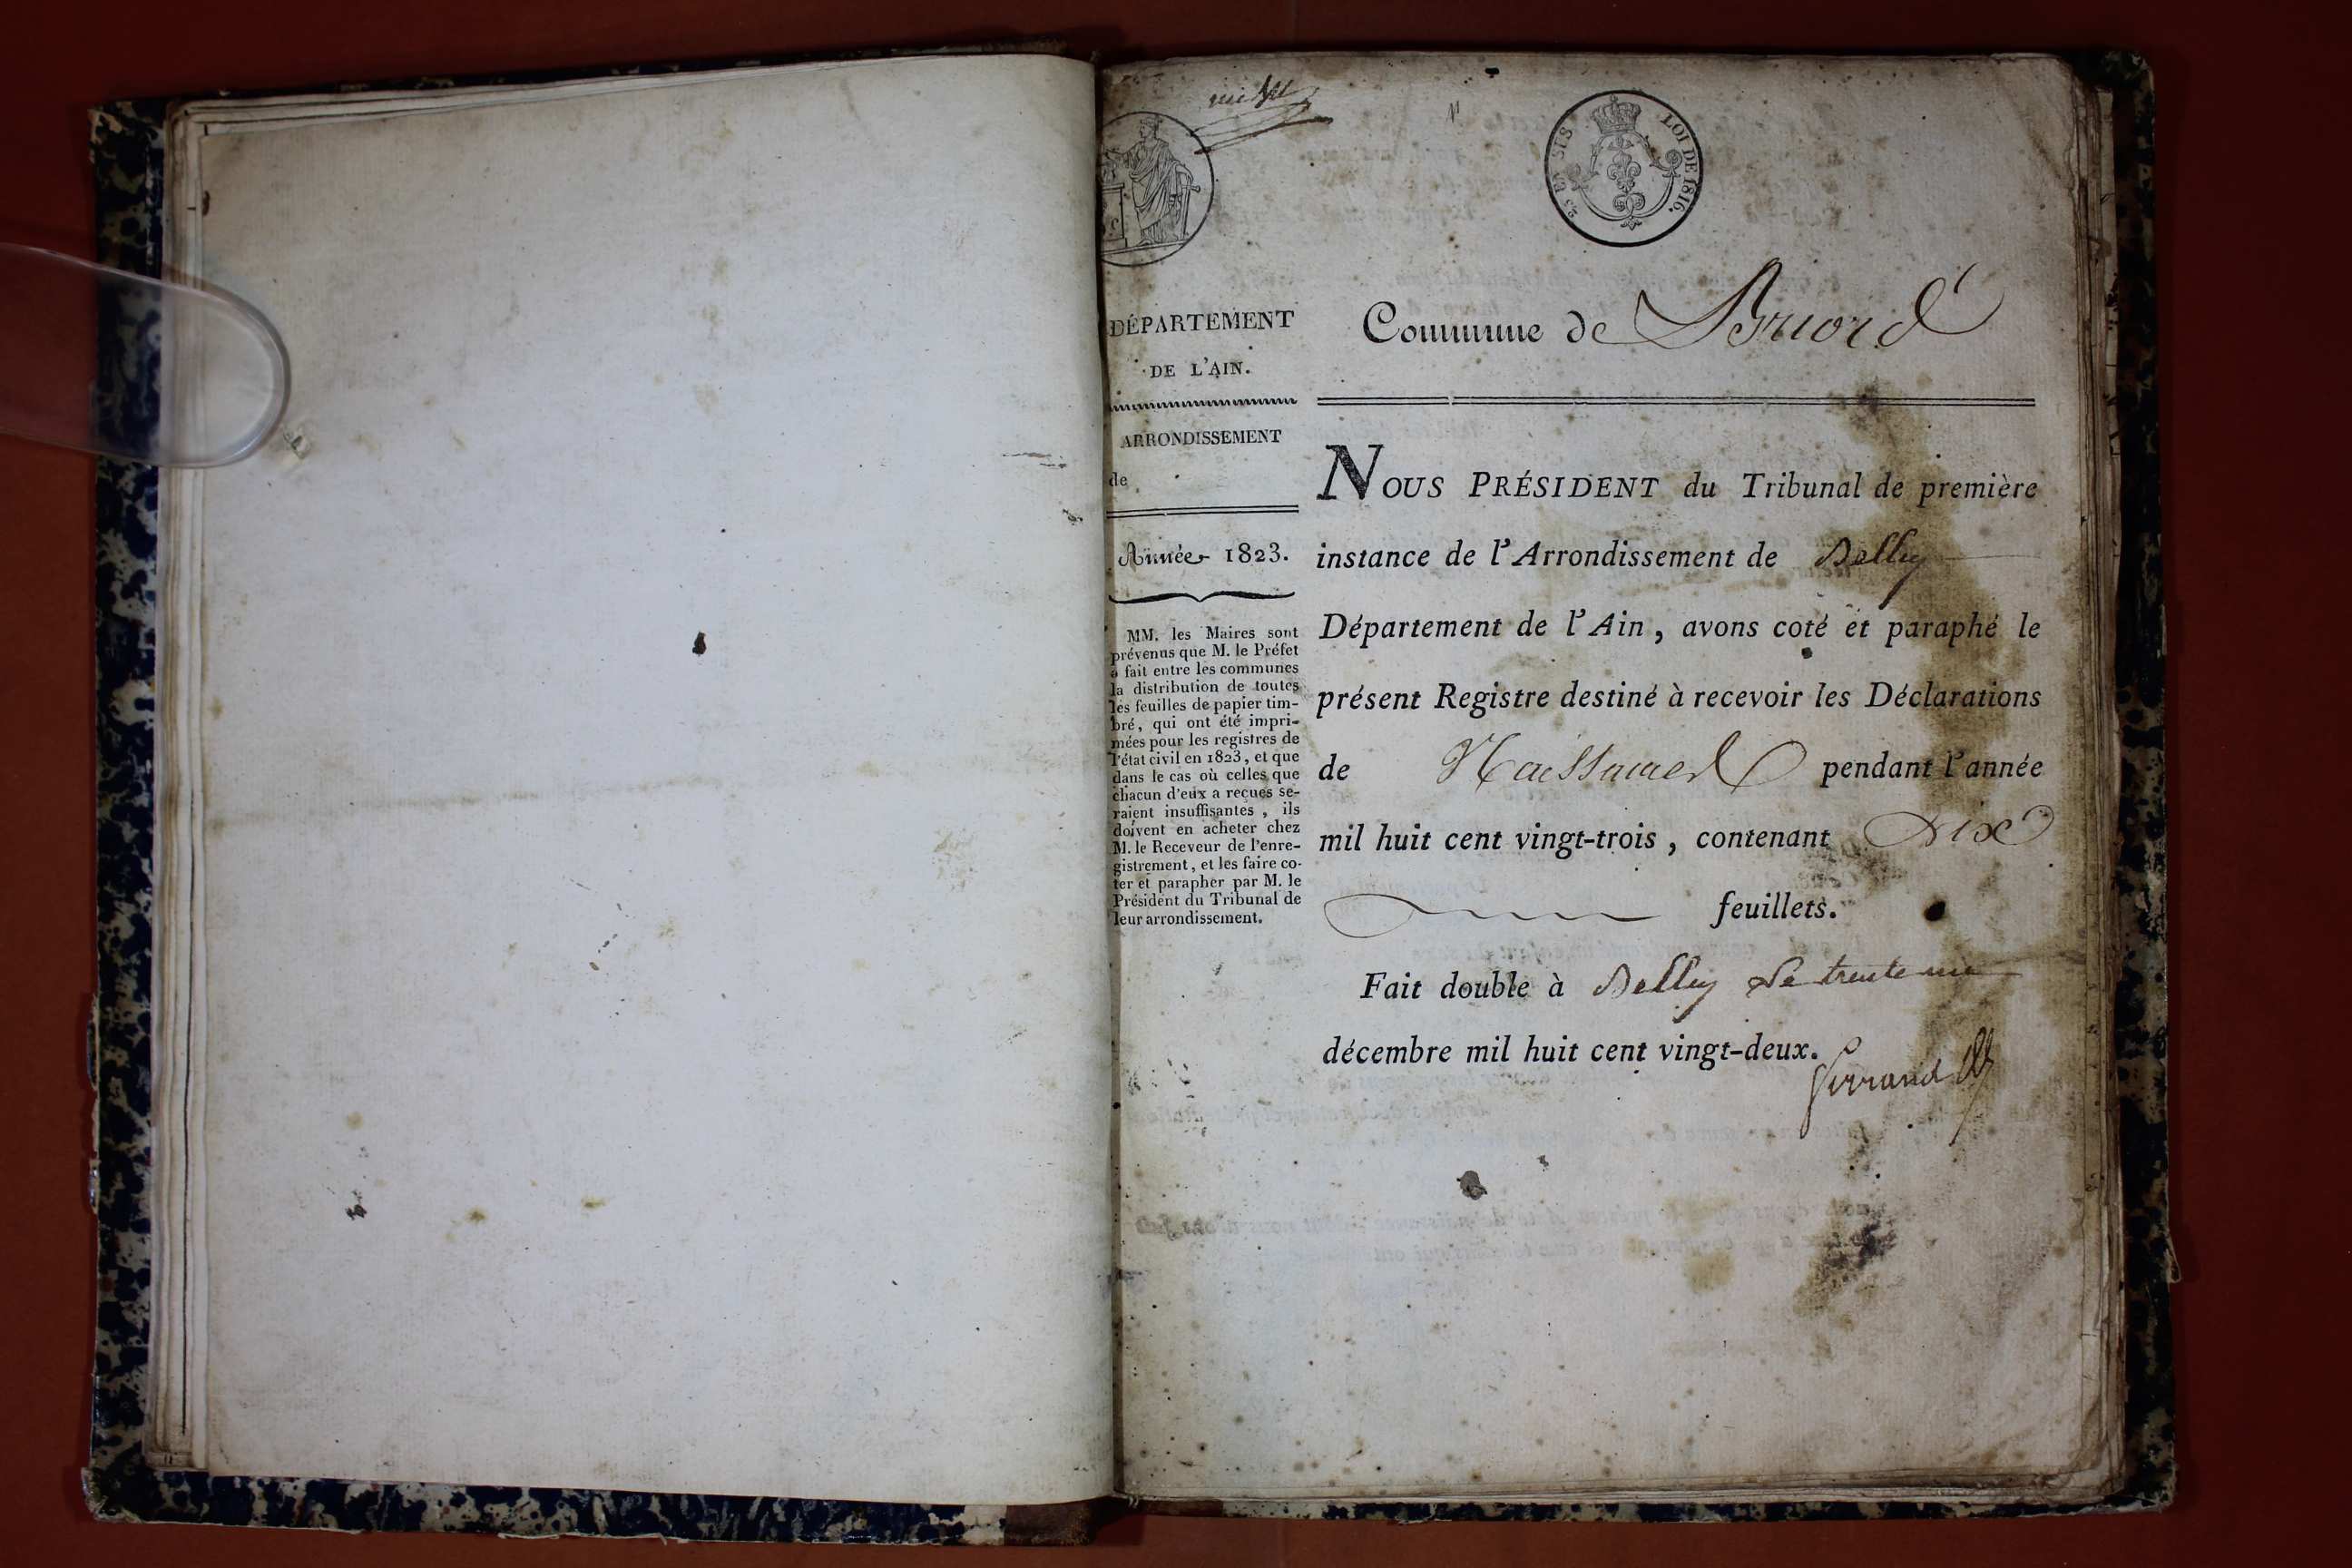 LOI DE 1816.
DÉPARTEMENT
DE L'AIN.
ARRONDISSEMENT
de
Année 1823.
MM. les Maires sont
prévenus que M. le Préfet
a fait entre les communes
la distribution de toutes
les feuilles de papier tim-
bré, qui ont été impri-
mées pour les registres de
l'état civil en 1823, et que
dans le cas où celles que
chacun d'eux a reçues se-
raient insuffisantes, ils
doivent en acheter chez
M. le Receveur de l'enre-
gistrement, et les faire co-
ter et parapher par M. le
Président du Tribunal de
leur arrondissement.
Commune de Briord
NOUS PRÉSIDENT du Tribunal de première
instance de l'Arrondissement de Belley
Département de l'Ain, avons coté et paraphé le
présent Registre destiné à recevoir les Déclarations
de Naissances pendant l'année
mil huit cent vingt-trois, contenant Dix
feuillets.
Fait double à Belley le trente un
décembre mil huit cent vingt-deux.